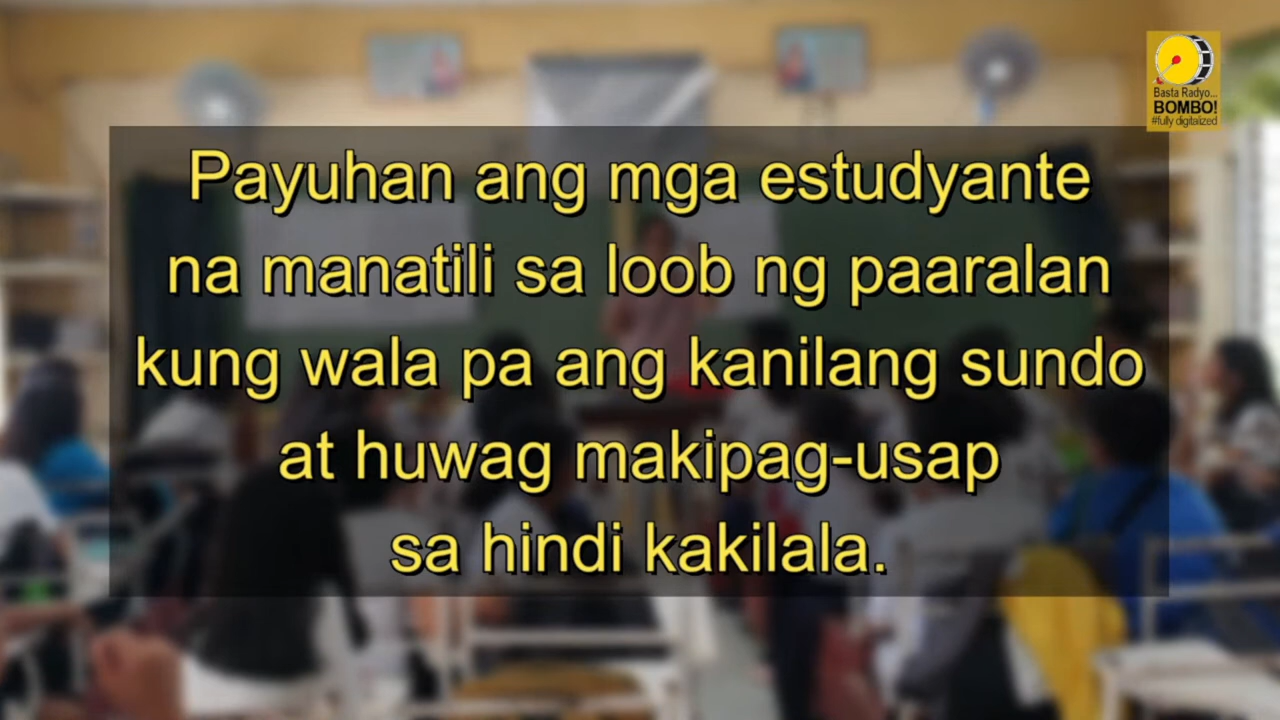 Basta Radyo...
BOMBO!
#fully digitalized
Payuhan ang mga estudyante
na manatili sa loob ng paaralan
kung wala pa ang kanilang sundo
at huwag makipag-usap
sa hindi kakilala.